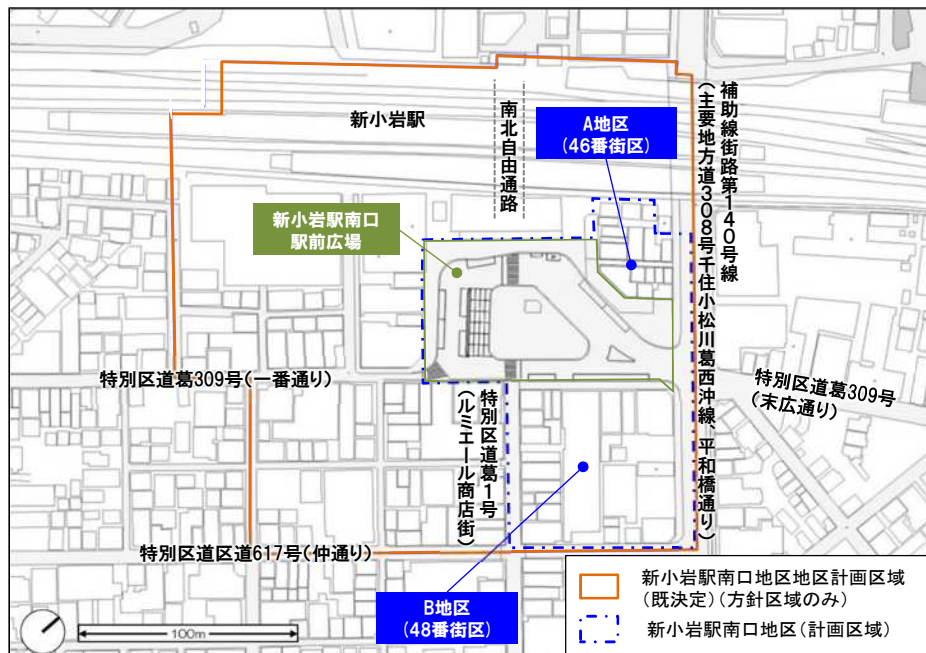 新小岩駅
南北自由通路
A地区
(46番街区)
補助線街路第140号線
(主要地方道308号千住小松川葛西沖線、平和橋通り)
新小岩駅南口
駅前広場
特別区道葛309号(一番通り)
特別区道葛309号
(末広通り)
特別区道葛1号
(ルミエール商店街)
特別区道区道617号(仲通り)
B地区
(48番街区)
100m
新小岩駅南口地区地区計画区域
(既決定)(方針区域のみ)
新小岩駅南口地区(計画区域)